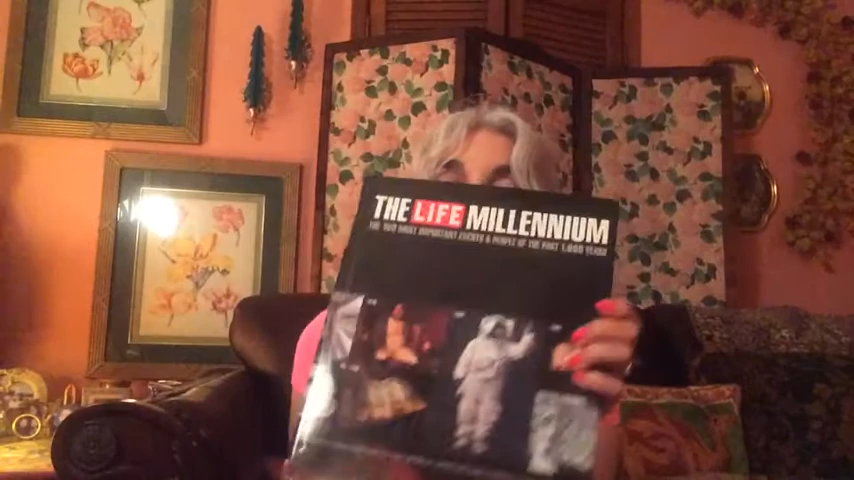 THE LIFE MILLENNIUM
THE 100 MOST IMPORTANT EVENTS & PEOPLE OF THE PAST 1,000 YEARS